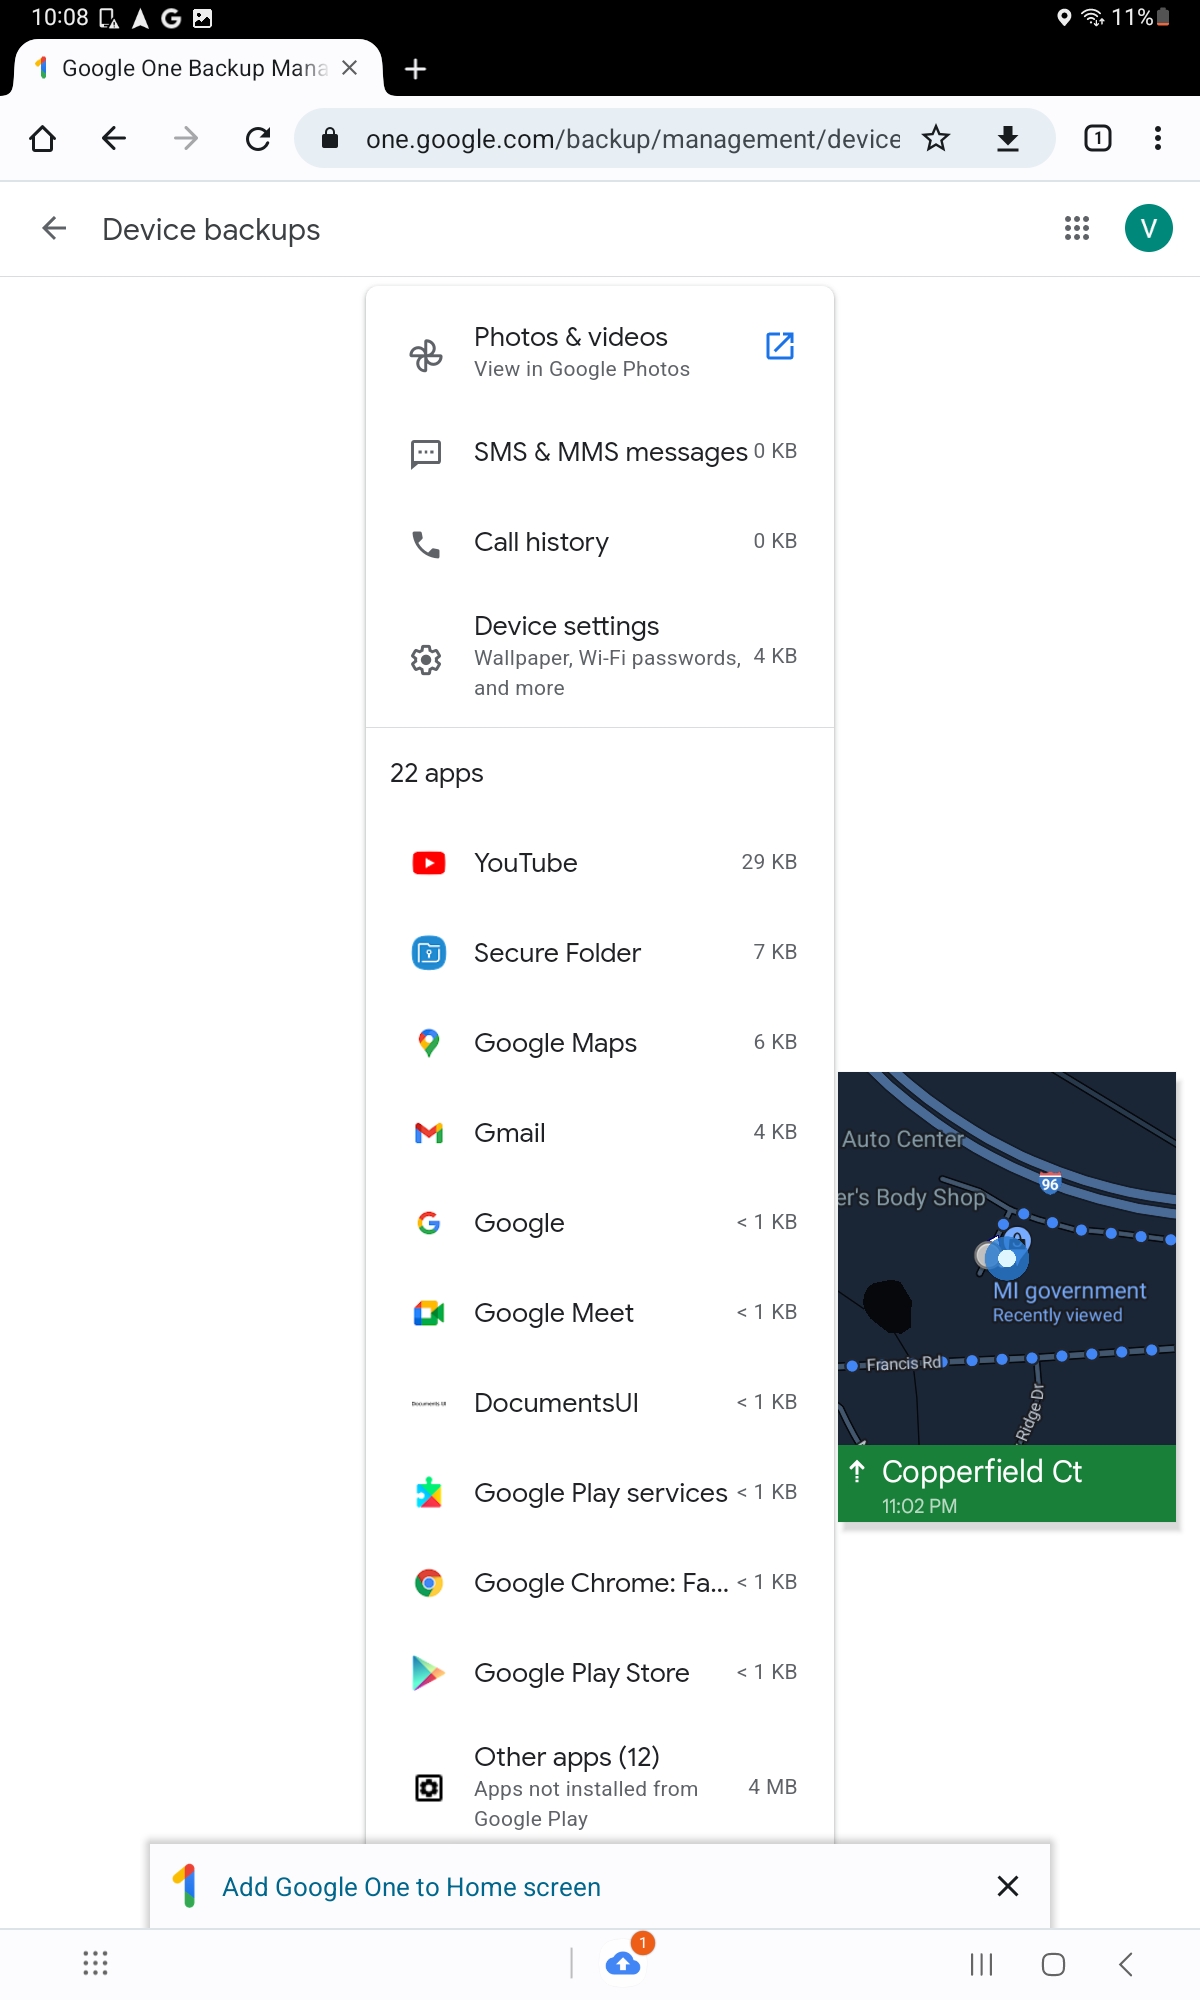 10:08
11%
Google One Backup Mana
1
one.google.com/backup/management/device
Device backups
V
Photos & videos
View in Google Photos
SMS & MMS messages 0 KB
Call history 0 KB
Device settings
Wallpaper, Wi-Fi passwords, 4 KB
and more
22 apps
YouTube 29 KB
Secure Folder 7 KB
Google Maps 6 KB
Gmail 4 KB
Google < 1 KB
Google Meet < 1 KB
Documents UI
DocumentsUI < 1 KB
Google Play services < 1 KB
Google Chrome: Fa... < 1 KB
Google Play Store < 1 KB
Other apps (12)
Apps not installed from 4 MB
Google Play
Auto Center
96
er's Body Shop
MI government
Recently viewed
Francis Rd
Ridge Dr
Copperfield Ct
11:02 PM
Add Google One to Home screen
1